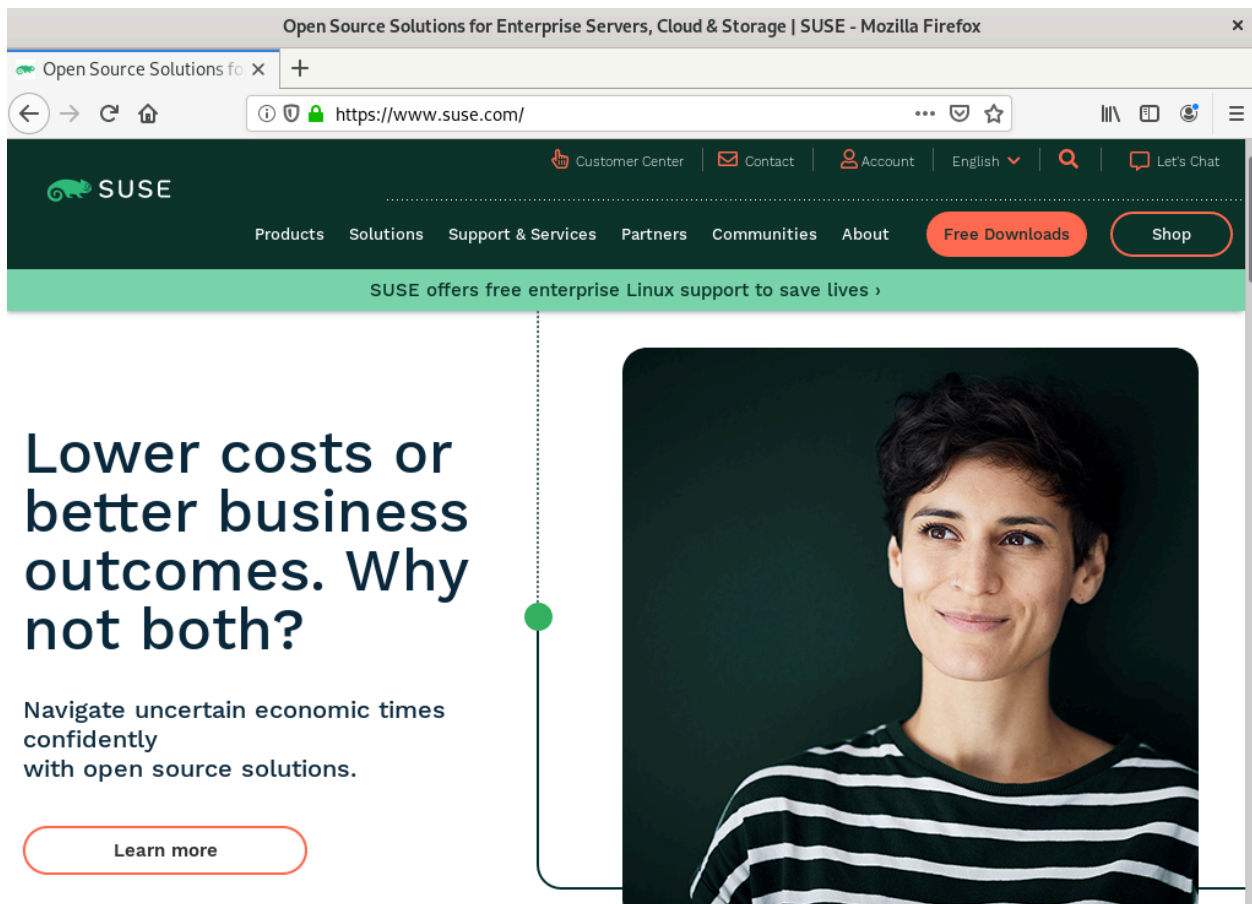 Open Source Solutions for Enterprise Servers, Cloud & Storage | SUSE - Mozilla Firefox
Open Source Solutions fo
https://www.suse.com/
Customer Center Contact Account English Let's Chat
SUSE
Products Solutions Support & Services Partners Communities About Free Downloads Shop
SUSE offers free enterprise Linux support to save lives ›
Lower costs or
better business
outcomes. Why
not both?
Navigate uncertain economic times
confidently
with open source solutions.
Learn more